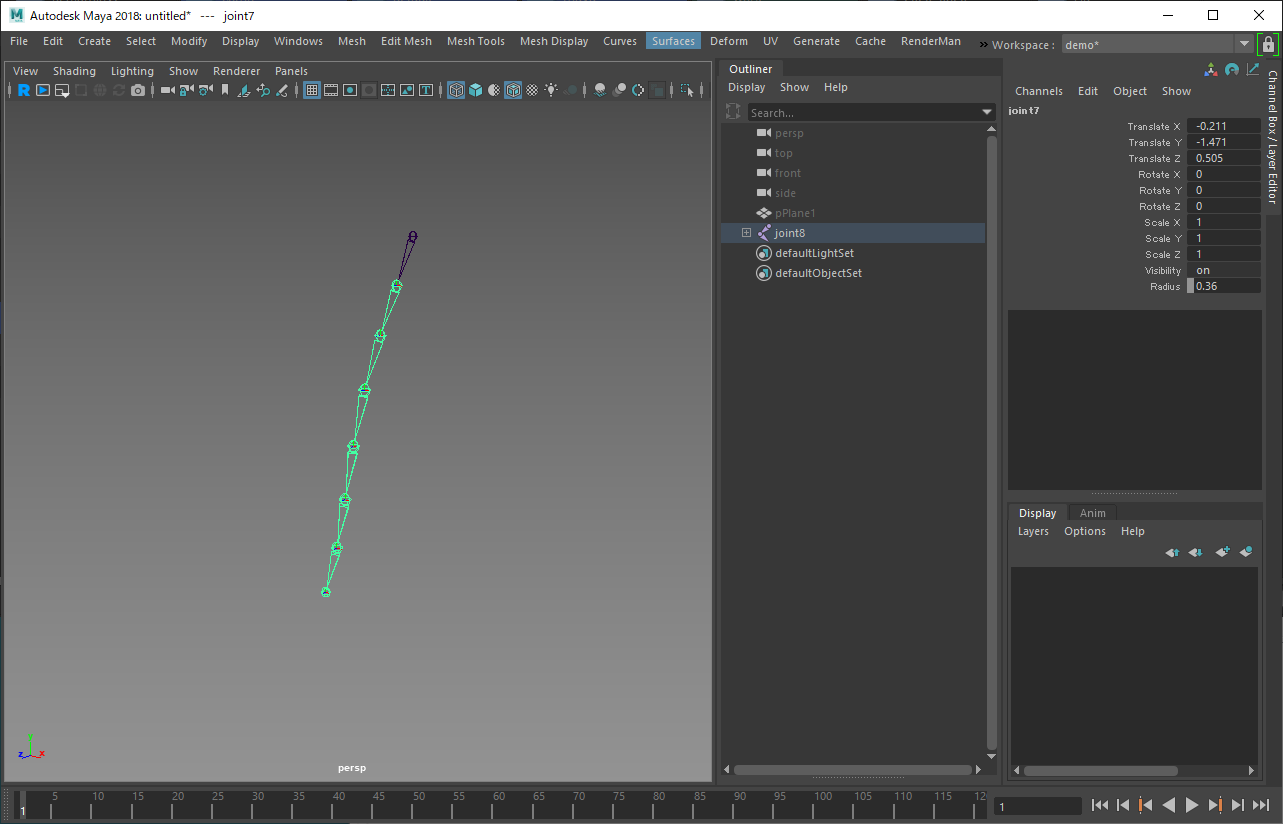 Autodesk Maya 2018: untitled* --- joint7
File Edit Create Select Modify Display Windows Mesh Edit Mesh Mesh Tools Mesh Display Curves Surfaces Deform UV Generate Cache RenderMan » Workspace : demo*
View Shading Lighting Show Renderer Panels
R
T
persp
z
x
Outliner
Display Show Help
Search...
persp
top
front
side
pPlane1
joint8
defaultLightSet
defaultObjectSet
Channels Edit Object Show
joint7
Translate X -0.211
Translate Y -1.471
Translate Z 0.505
Rotate X 0
Rotate Y 0
Rotate Z 0
Scale X 1
Scale Y 1
Scale Z 1
Visibility on
Radius 0.36
Channel Box / Layer Editor
Display Anim
Layers Options Help
5 10 15 20 25 30 35 40 45 50 55 60 65 70 75 80 85 90 95 100 105 110 115 12
1
1